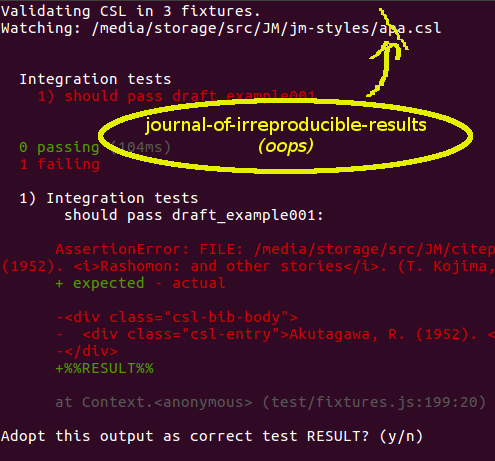 Validating CSL in 3 fixtures.
Watching: /media/storage/src/JM/jm-styles/apa.csl
Integration tests
1) should pass draft_example001
journal-of-irreproducible-results
(oops)
0 passing (104ms)
1 failing
1) Integration tests
should pass draft_example001:
AssertionError: FILE: /media/storage/src/JM/citep
(1952). <i>Rashomon: and other stories</i>. (T. Kojima,
+ expected - actual
-<div class="csl-bib-body">
-  <div class="csl-entry">Akutagawa, R. (1952). <
-</div>
+%%RESULT%%
at Context.<anonymous> (test/fixtures.js:199:20)
Adopt this output as correct test RESULT? (y/n)